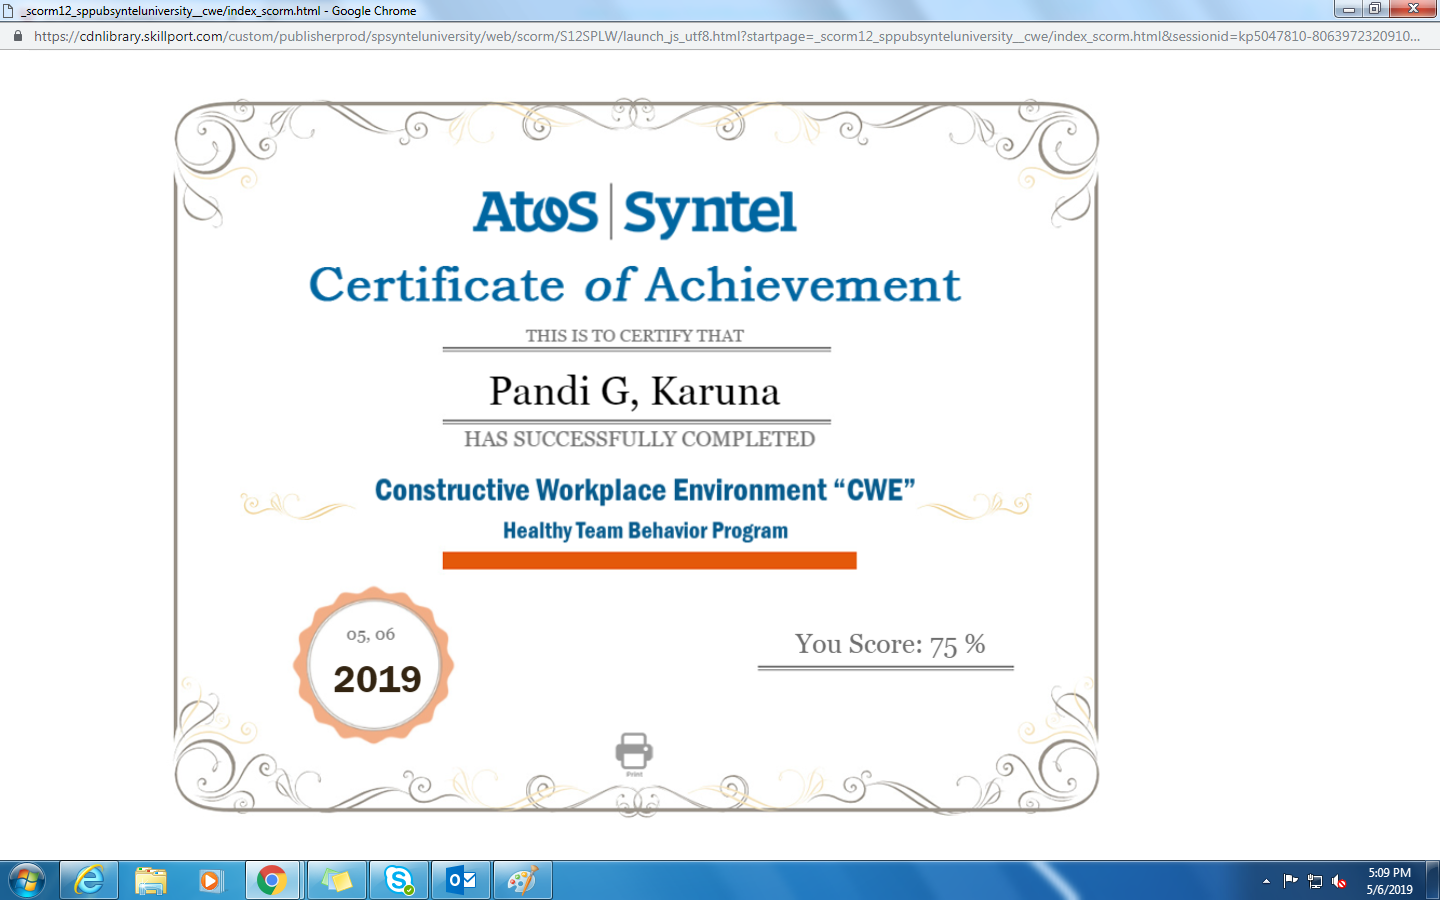 _scorm12_sppubsynteluniversity__cwe/index_scorm.html - Google Chrome
https://cdnlibrary.skillport.com/custom/publisherprod/spsynteluniversity/web/scorm/S12SPLW/launch_js_utf8.html?startpage=_scorm12_sppubsynteluniversity__cwe/index_scorm.html&sessionid=kp5047810-8063972320910...
Atos | Syntel
Certificate of Achievement
THIS IS TO CERTIFY THAT
Pandi G, Karuna
HAS SUCCESSFULLY COMPLETED
Constructive Workplace Environment “CWE”
Healthy Team Behavior Program
05, 06
2019
You Score: 75 %
Print
5:09 PM
5/6/2019